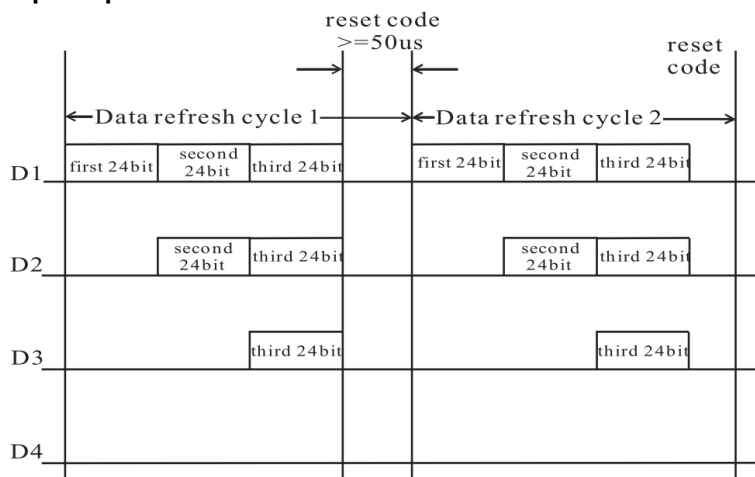 reset code
>=50us
reset
code
Data refresh cycle 1
Data refresh cycle 2
D1
first 24bit
second
24bit
third 24bit
first 24bit
second
24bit
third 24bit
D2
second
24bit
third 24bit
second
24bit
third 24bit
D3
third 24bit
third 24bit
D4